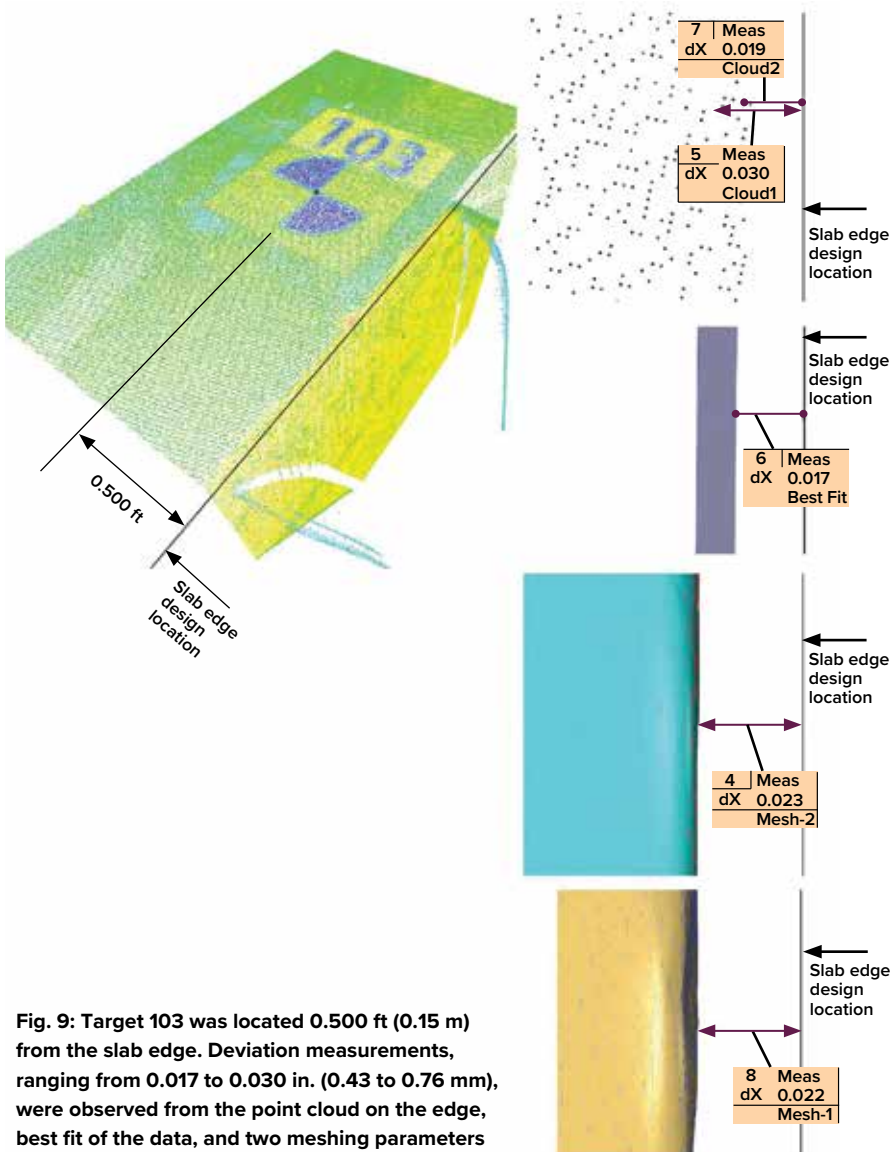 103
0.500 ft
Slab edge
design
location
7 Meas
dX 0.019
Cloud2
5 Meas
dX 0.030
Cloud1
Slab edge
design
location
Slab edge
design
location
6 Meas
dX 0.017
Best Fit
Slab edge
design
location
4 Meas
dX 0.023
Mesh-2
Slab edge
design
location
8 Meas
dX 0.022
Mesh-1
Fig. 9: Target 103 was located 0.500 ft (0.15 m)
from the slab edge. Deviation measurements,
ranging from 0.017 to 0.030 in. (0.43 to 0.76 mm),
were observed from the point cloud on the edge,
best fit of the data, and two meshing parameters